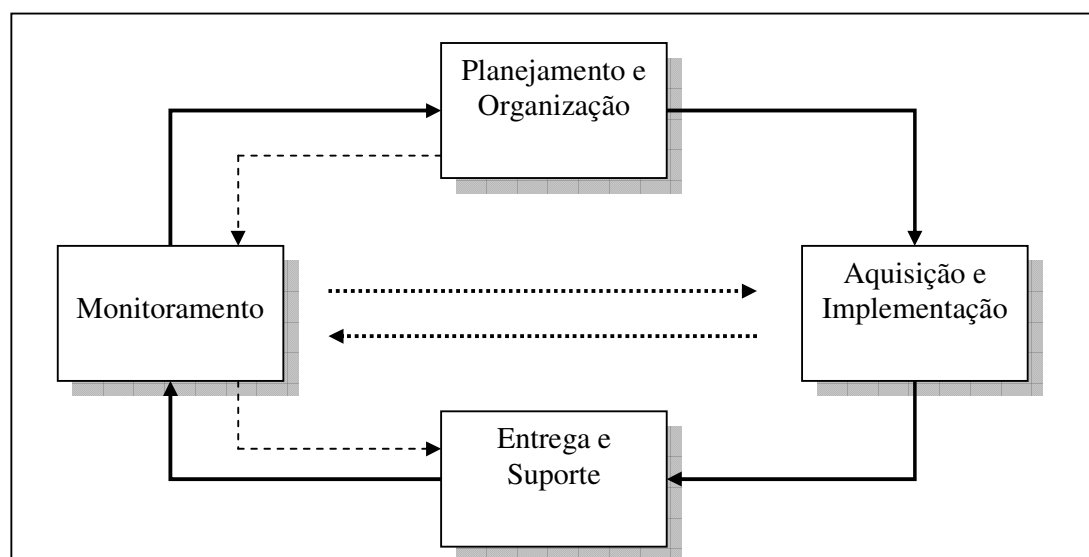 Planejamento e
Organização
Monitoramento
Aquisição e
Implementação
Entrega e
Suporte